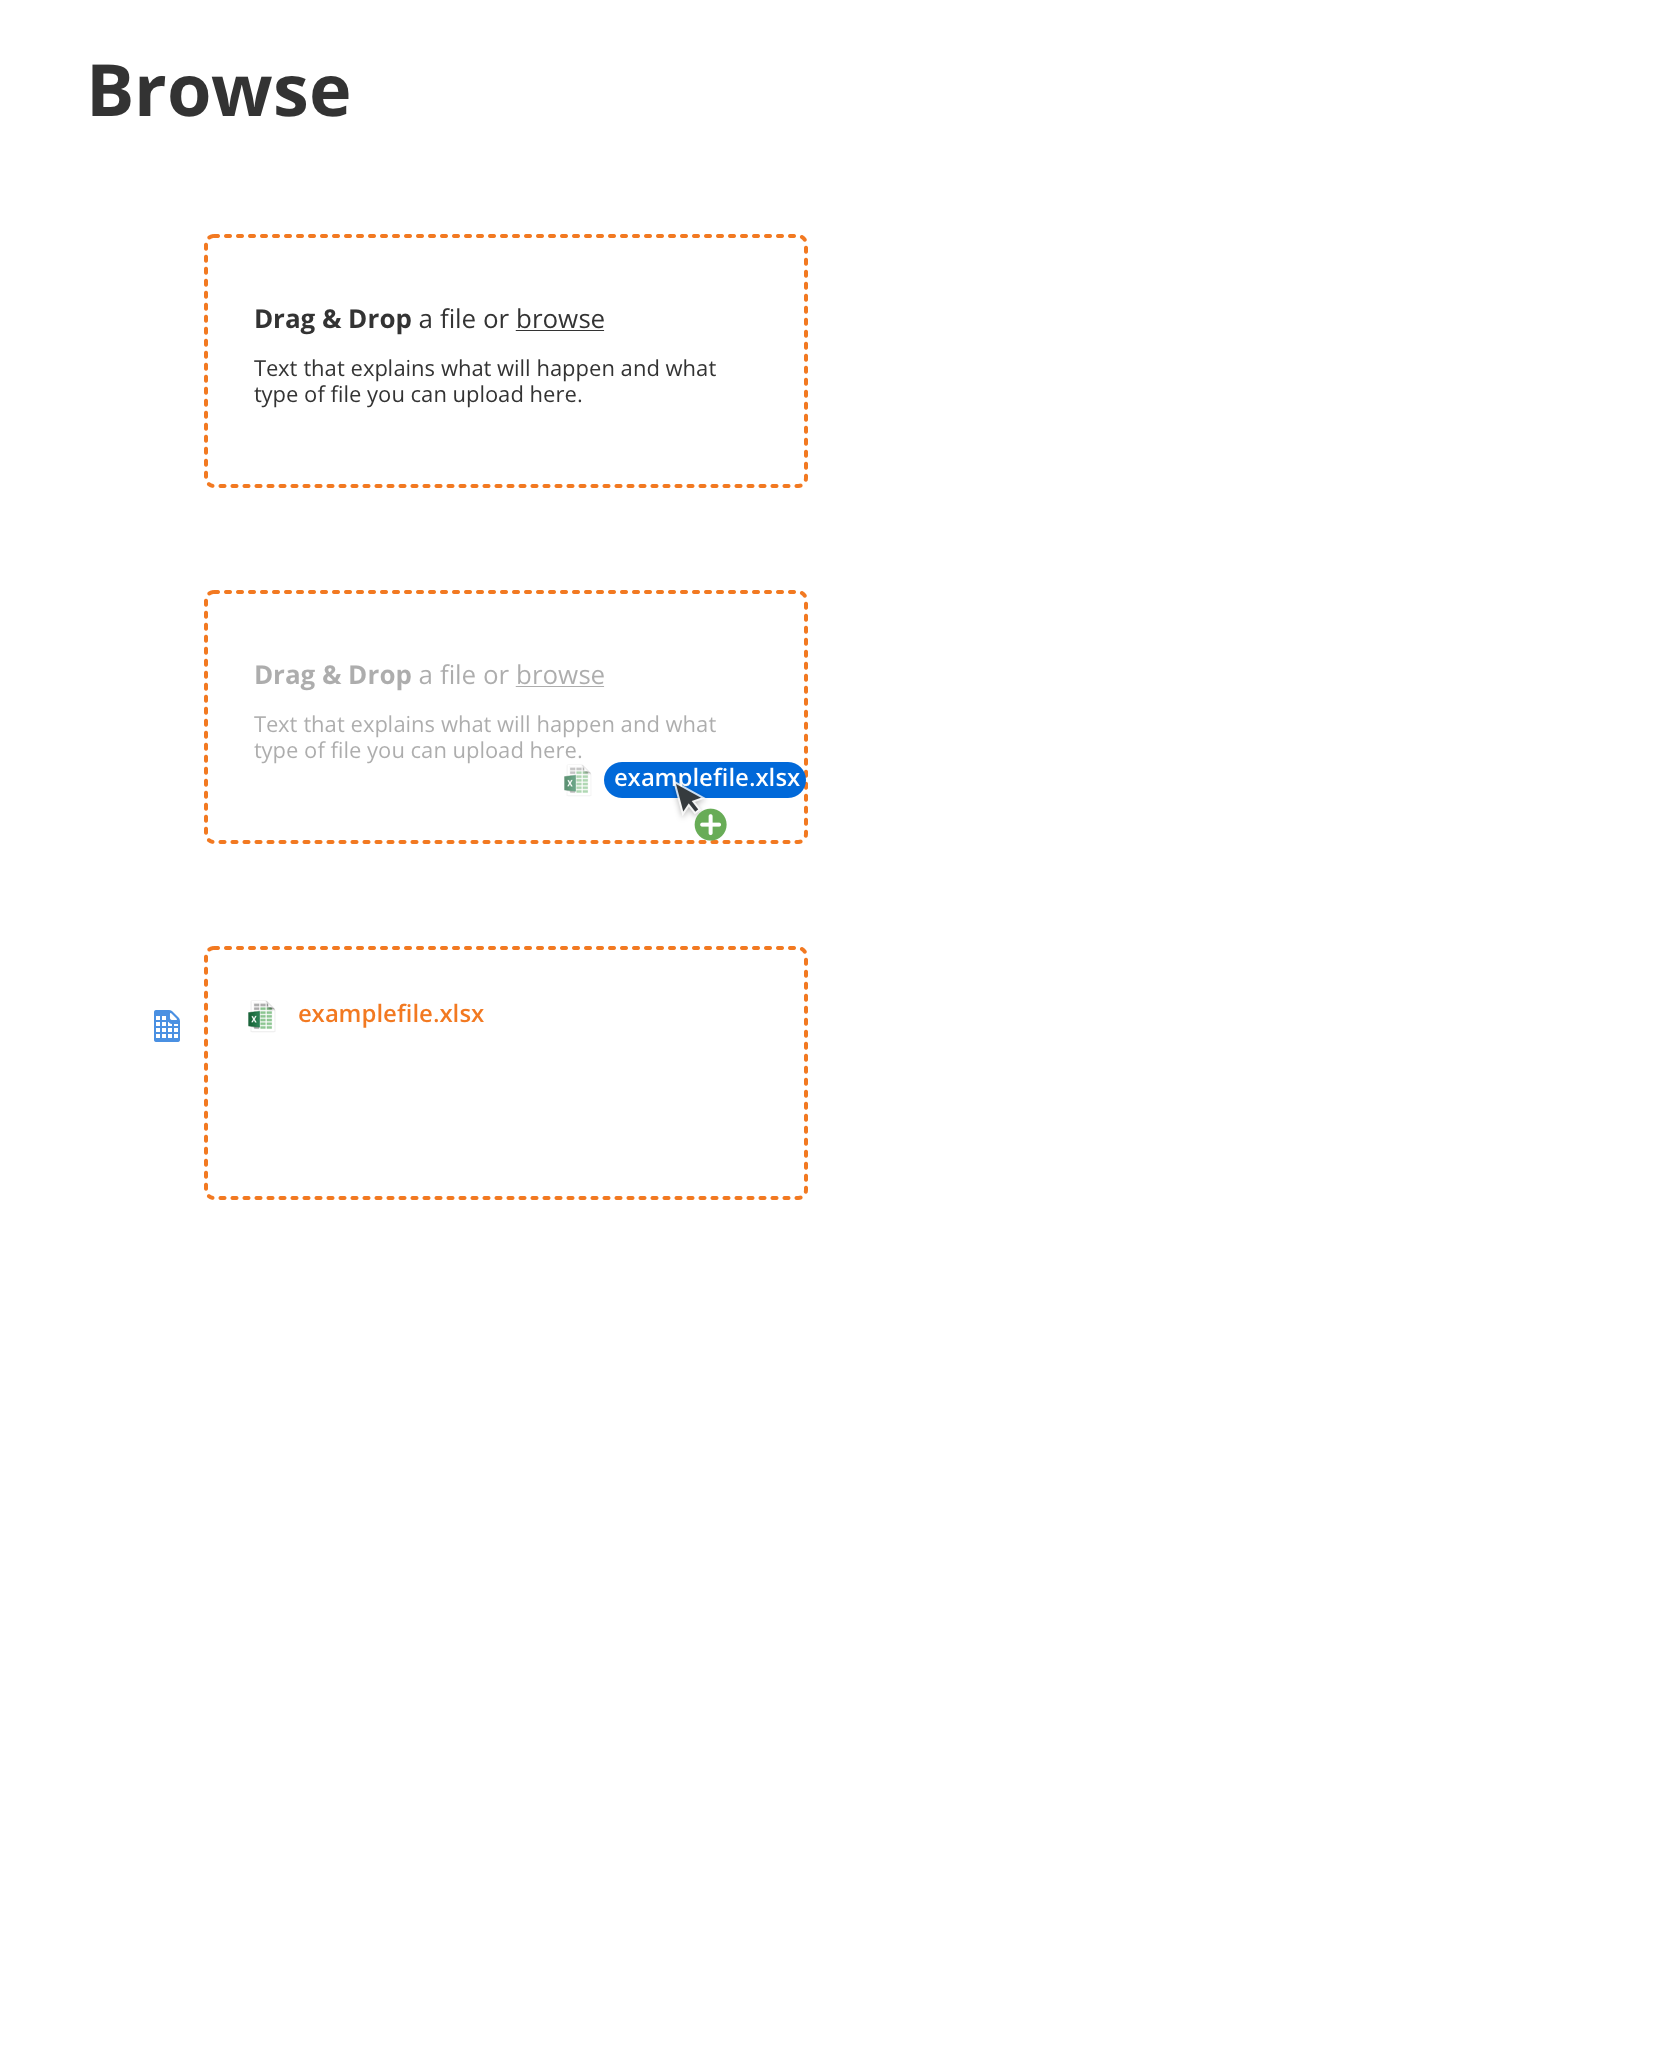 Browse
Drag & Drop a file or browse
Text that explains what will happen and what
type of file you can upload here.
Drag & Drop a file or browse
Text that explains what will happen and what
type of file you can upload here.
examplefile.xlsx
examplefile.xlsx